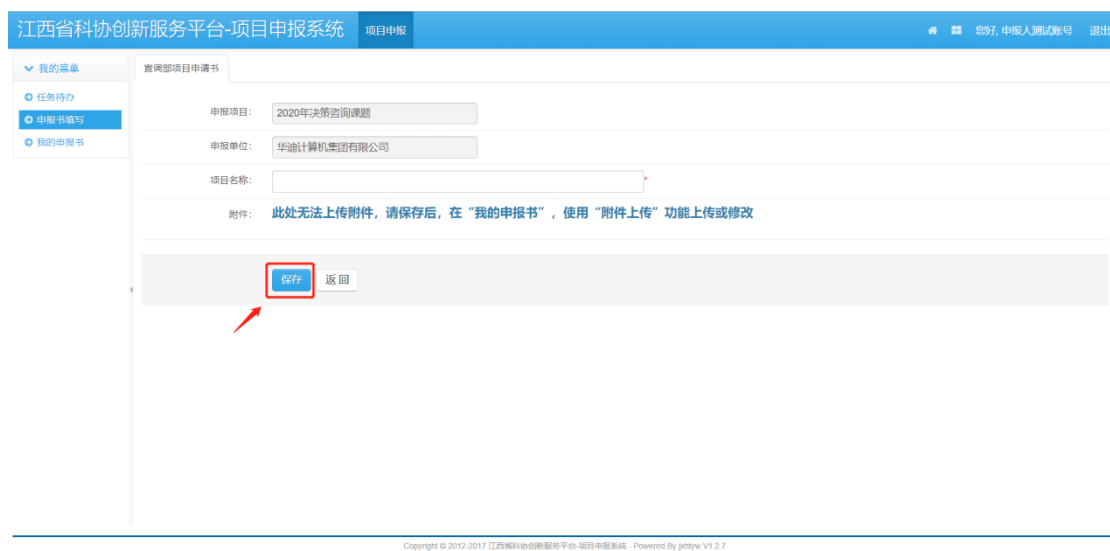 江西省科协创新服务平台-项目申报系统 项目申报 您好, 申报人测试账号 退出
我的菜单
任务待办
申报书填写
我的申报书
宣调部项目申请书
申报项目: 2020年决策咨询课题
申报单位: 华迪计算机集团有限公司
项目名称: *
附件: 此处无法上传附件，请保存后，在“我的申报书”，使用“附件上传”功能上传或修改
保存 返回
Copyright © 2012-2017 江西省科协创新服务平台-项目申报系统 - Powered By jxhtyw V1.2.7